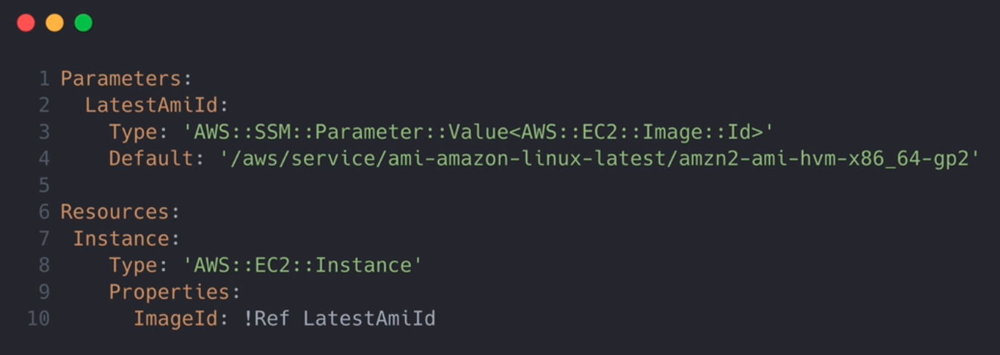 1 Parameters:
2   LatestAmiId:
3     Type: 'AWS::SSM::Parameter::Value<AWS::EC2::Image::Id>'
4     Default: '/aws/service/ami-amazon-linux-latest/amzn2-ami-hvm-x86_64-gp2'
5
6 Resources:
7  Instance:
8     Type: 'AWS::EC2::Instance'
9     Properties:
10       ImageId: !Ref LatestAmiId